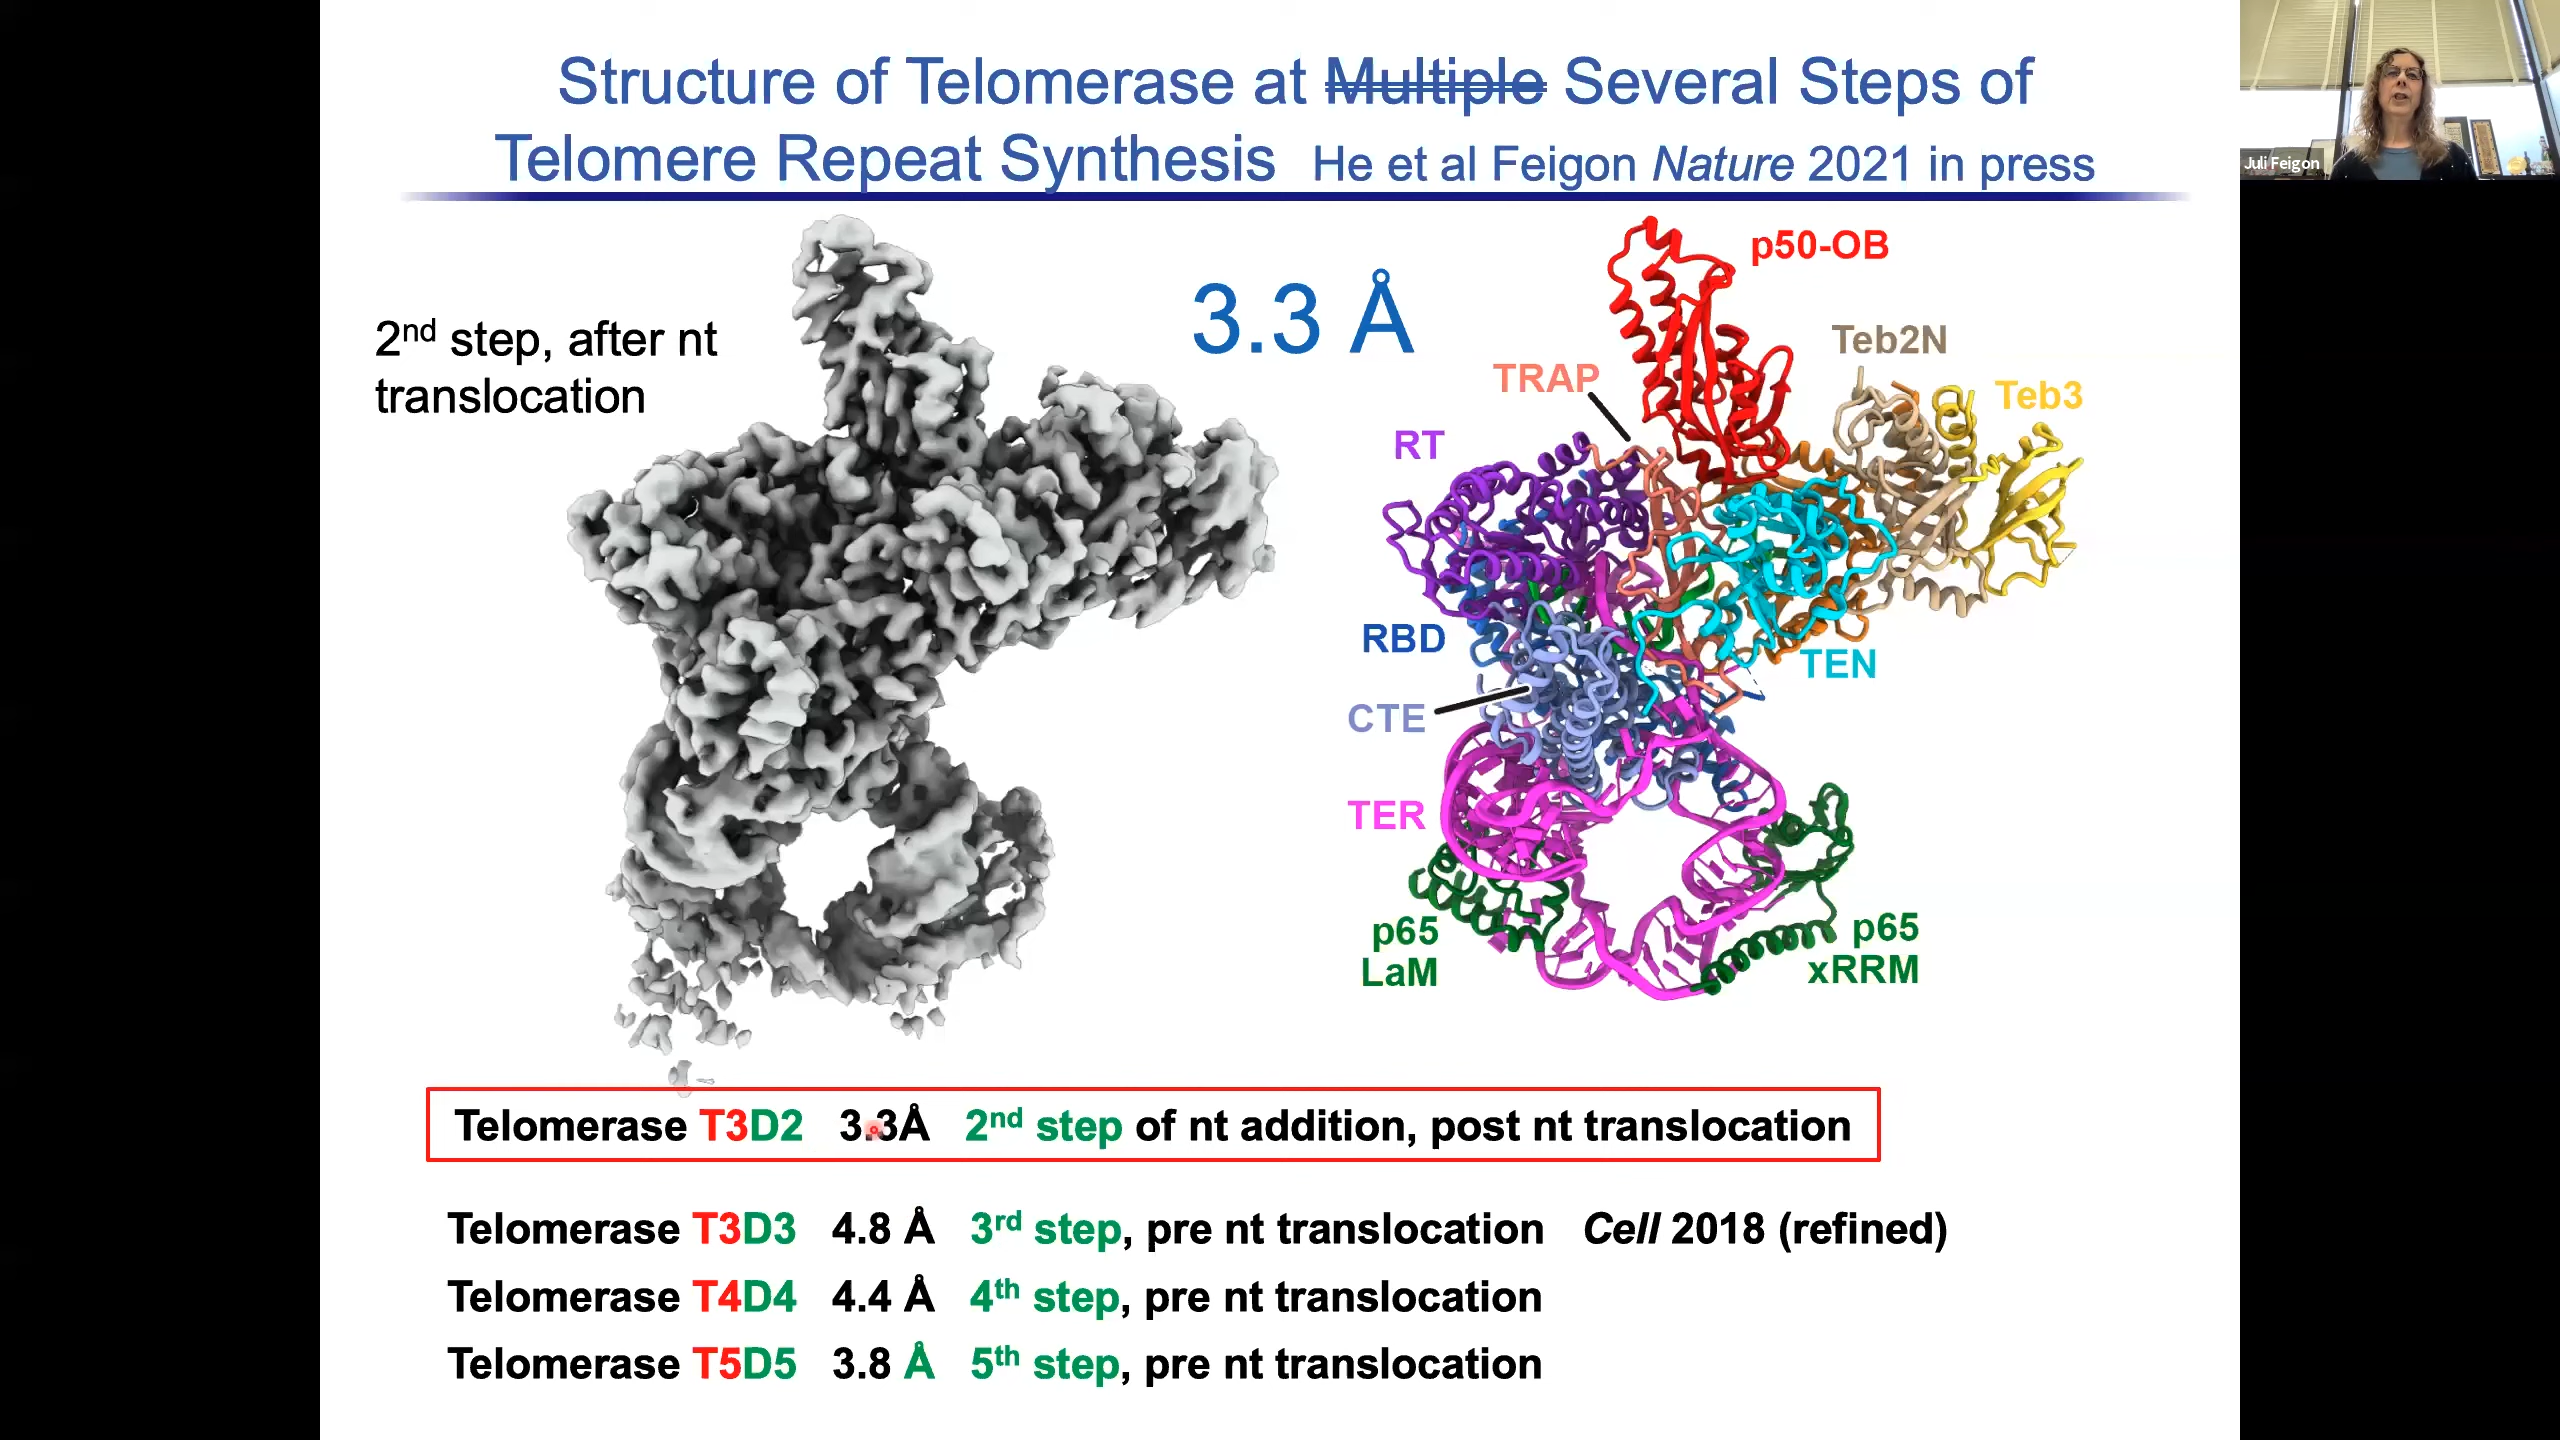 Structure of Telomerase at Multiple Several Steps of
Telomere Repeat Synthesis He et al Feigon Nature 2021 in press
Juli Feigon
2nd step, after nt
translocation
3.3 Å
p50-OB
Teb2N
TRAP
Teb3
RT
RBD
TEN
CTE
TER
p65
LaM
p65
xRRM
Telomerase T3D2 3.3Å 2nd step of nt addition, post nt translocation
Telomerase T3D3 4.8 Å 3rd step, pre nt translocation Cell 2018 (refined)
Telomerase T4D4 4.4 Å 4th step, pre nt translocation
Telomerase T5D5 3.8 Å 5th step, pre nt translocation